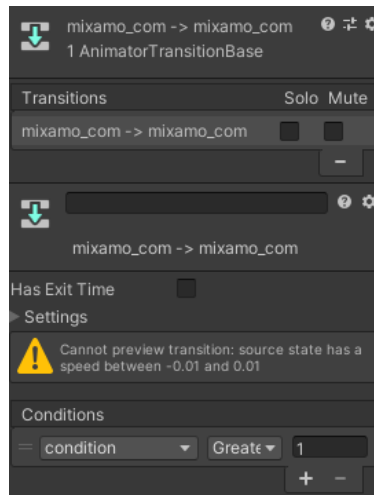 mixamo_com -> mixamo_com
1 AnimatorTransitionBase
Transitions Solo Mute
mixamo_com -> mixamo_com
mixamo_com -> mixamo_com
Has Exit Time
Settings
Cannot preview transition: source state has a
speed between -0.01 and 0.01
Conditions
condition Greate 1